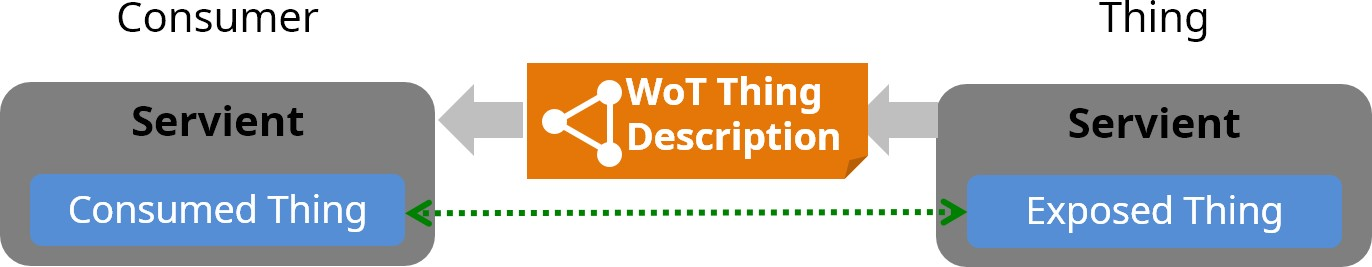 Consumer
Thing
Servient
WoT Thing
Description
Servient
Consumed Thing
Exposed Thing